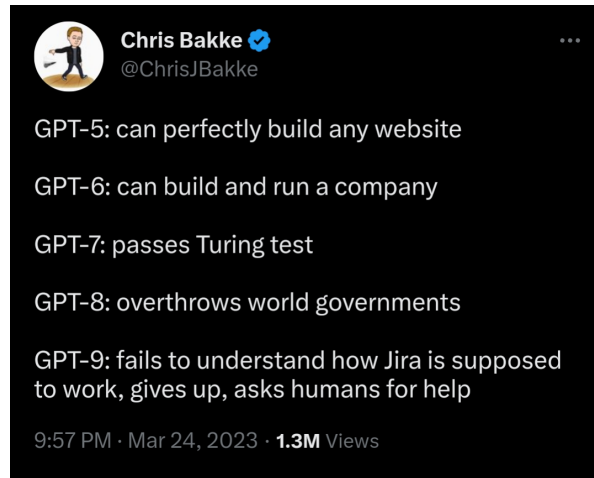 Chris Bakke
@ChrisJBakke
GPT-5: can perfectly build any website
GPT-6: can build and run a company
GPT-7: passes Turing test
GPT-8: overthrows world governments
GPT-9: fails to understand how Jira is supposed
to work, gives up, asks humans for help
9:57 PM · Mar 24, 2023 · 1.3M Views